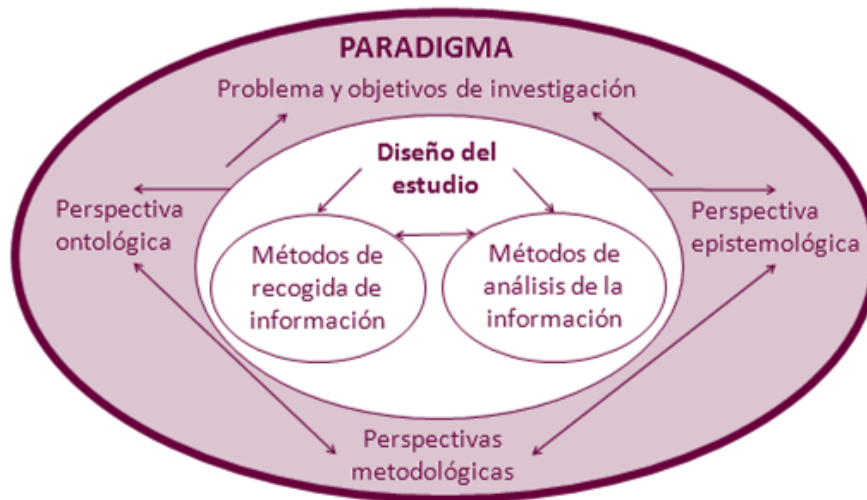 PARADIGMA
Problema y objetivos de investigación
Diseño del
estudio
Perspectiva
ontológica
Perspectiva
epistemológica
Métodos de
recogida de
información
Métodos de
análisis de la
información
Perspectivas
metodológicas